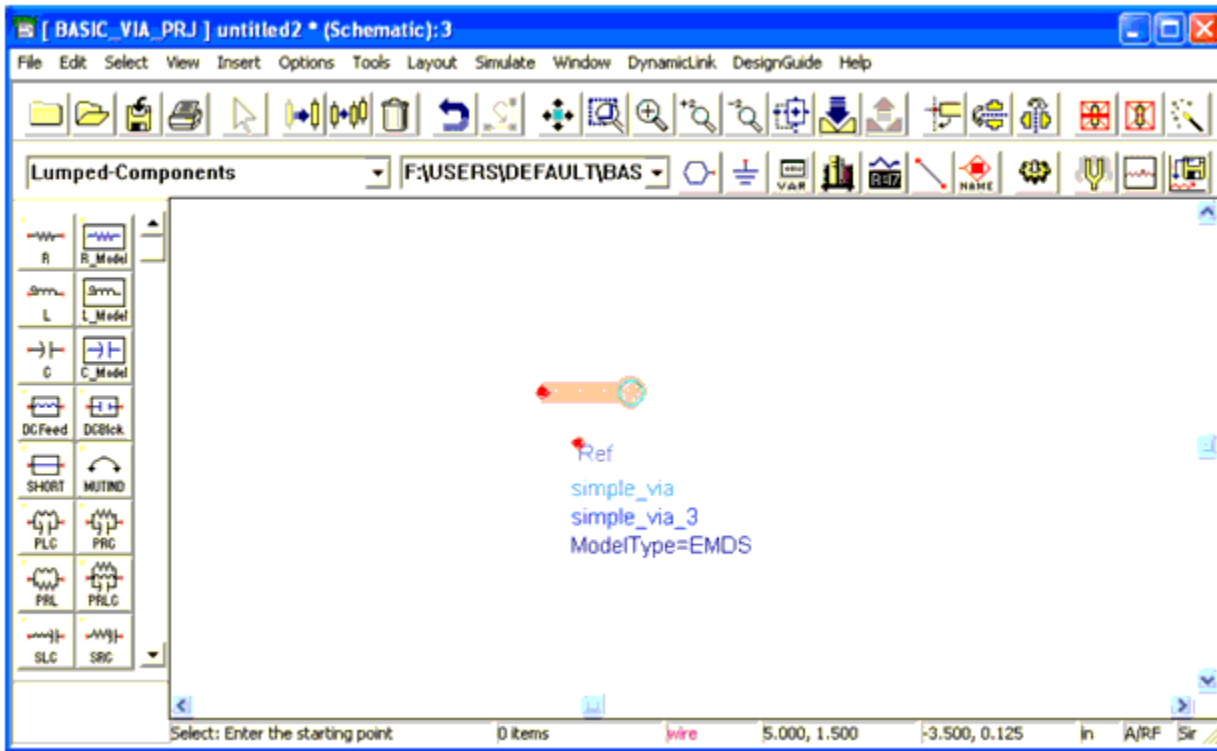 [ BASIC_VIA_PRJ ] untitled2 * (Schematic):3
File Edit Select View Insert Options Tools Layout Simulate Window DynamicLink DesignGuide Help
+2 -2
Lumped-Components F:\USERS\DEFAULT\BAS VAR NAME
R R_Model
L L_Model
C C_Model
DCFeed DCBlck
SHORT MUTIND
PLC PRC
PRL PRLC
SLC SRC
Ref
simple_via
simple_via_3
ModelType=EMDS
Select: Enter the starting point 0 items wire 5.000, 1.500 -3.500, 0.125 in A/RF Sir